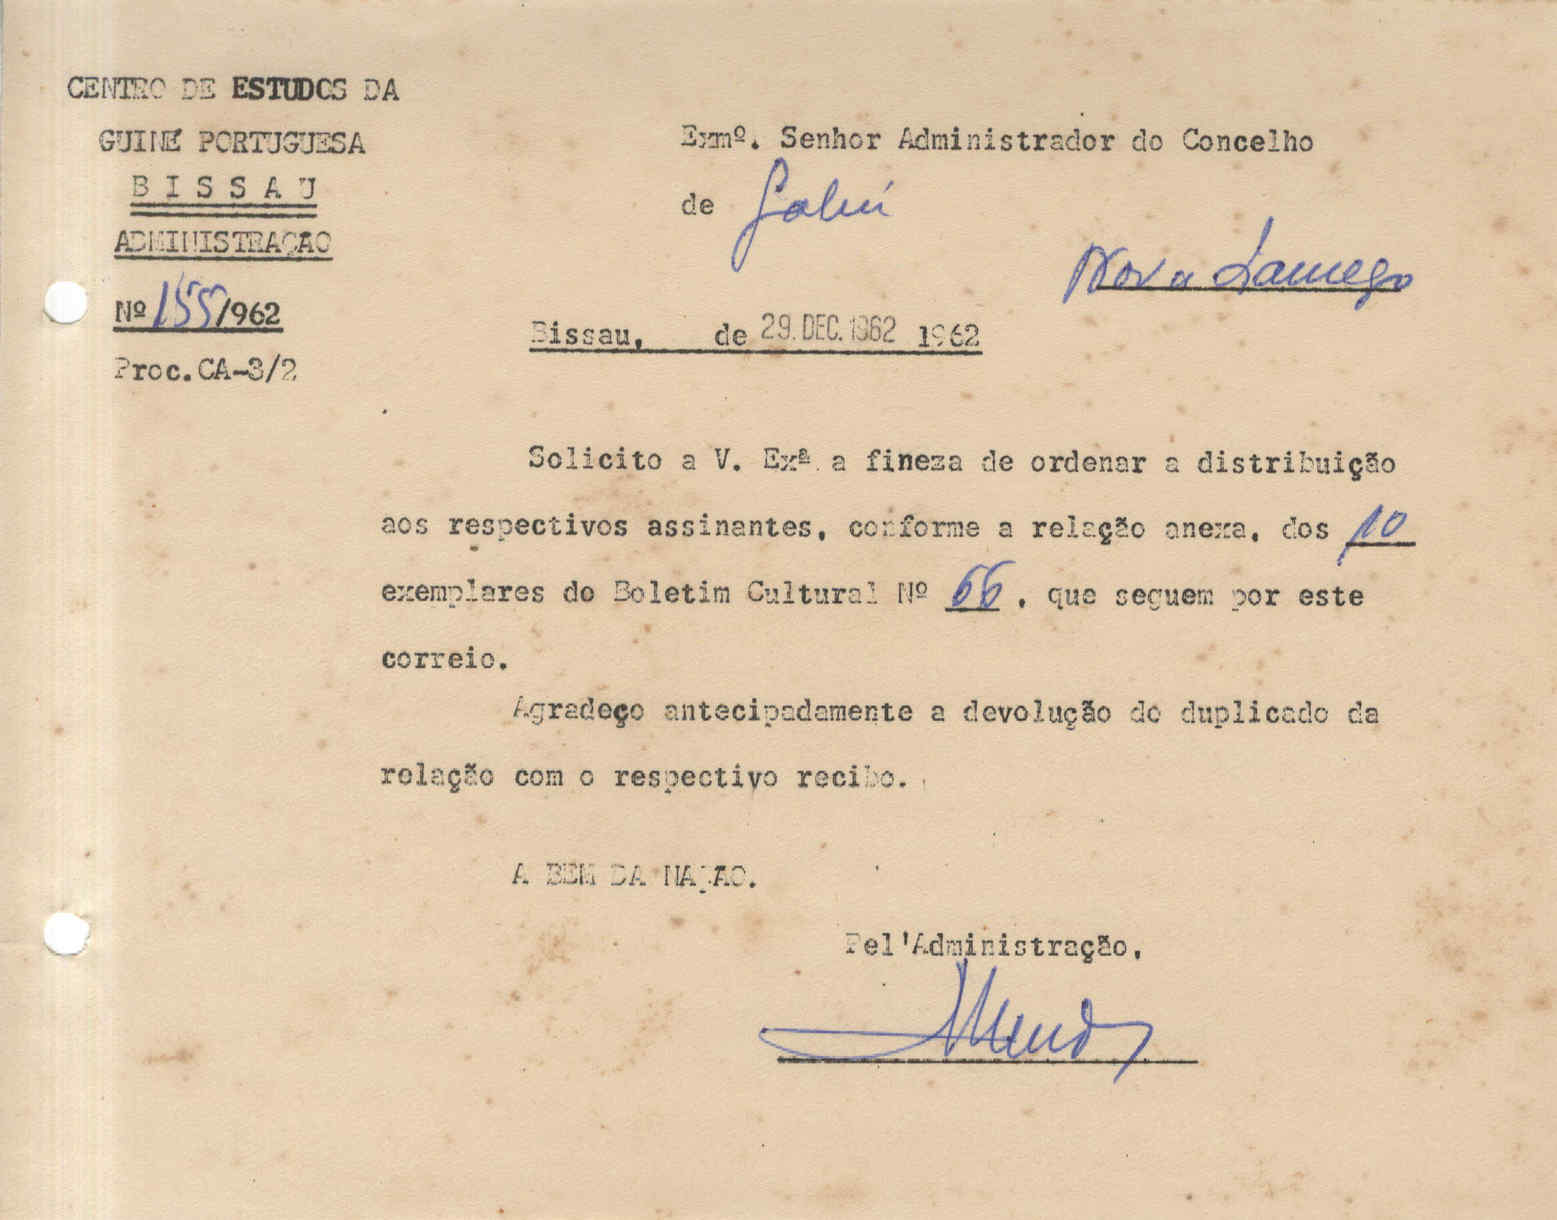 CENTRO DE ESTUDOS DA
GUINÉ PORTUGUESA
B I S S A U
ADMINISTRAÇÃO
Nº 155/962
Proc.CA-3/2
Exmº. Senhor Administrador do Concelho
de Gabú
Nova Lamego
Bissau, de 29.DEC.1962 1962
Solicito a V. Exª a fineza de ordenar a distribuição
aos respectivos assinantes, conforme a relação anexa, dos 10
exemplares do Boletim Cultural Nº 66, que seguem por este
correio.
Agradeço antecipadamente a devolução do duplicado da
relação com o respectivo recibo.
A BEM DA NAÇÃO.
Pel'Administração,